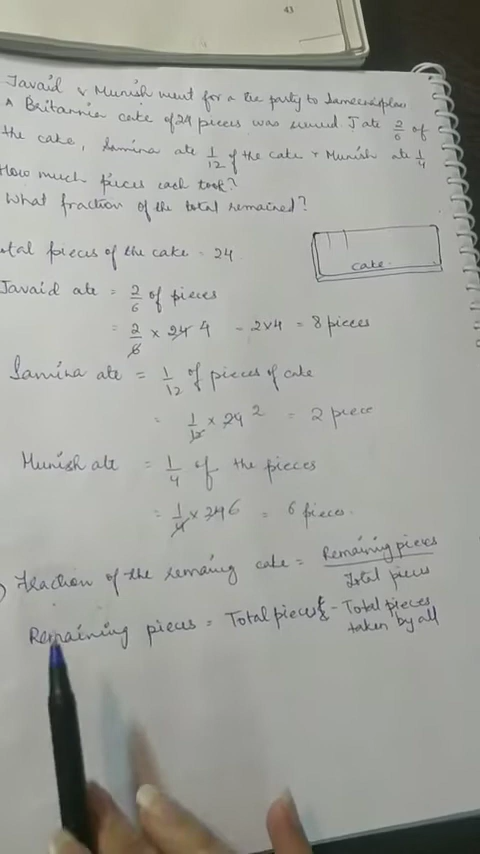 43
Javaid & Munish went for a tea party to Sameena's place
A Britannia cake of 24 pieces was served J ate 2/6 of
the cake, Samina ate 1/12 of the cake & Munish ate 1/4
How much pieces each took?
What fraction of the total remained?
otal pieces of the cake - 24
cake.
Javaid ate = 2/6 of pieces
= 2/6 x 24 4 - 2x4 = 8 pieces
Samina ate = 1/12 of pieces of cake
= 1/12 x 24 2 = 2 piece
Munish ate = 1/4 of the pieces
= 1/4 x 24 6 = 6 pieces.
) Fraction of the remaing cake = Remaining pieces / Total pieces
Remaining pieces = Total pieces - Total pieces taken by all